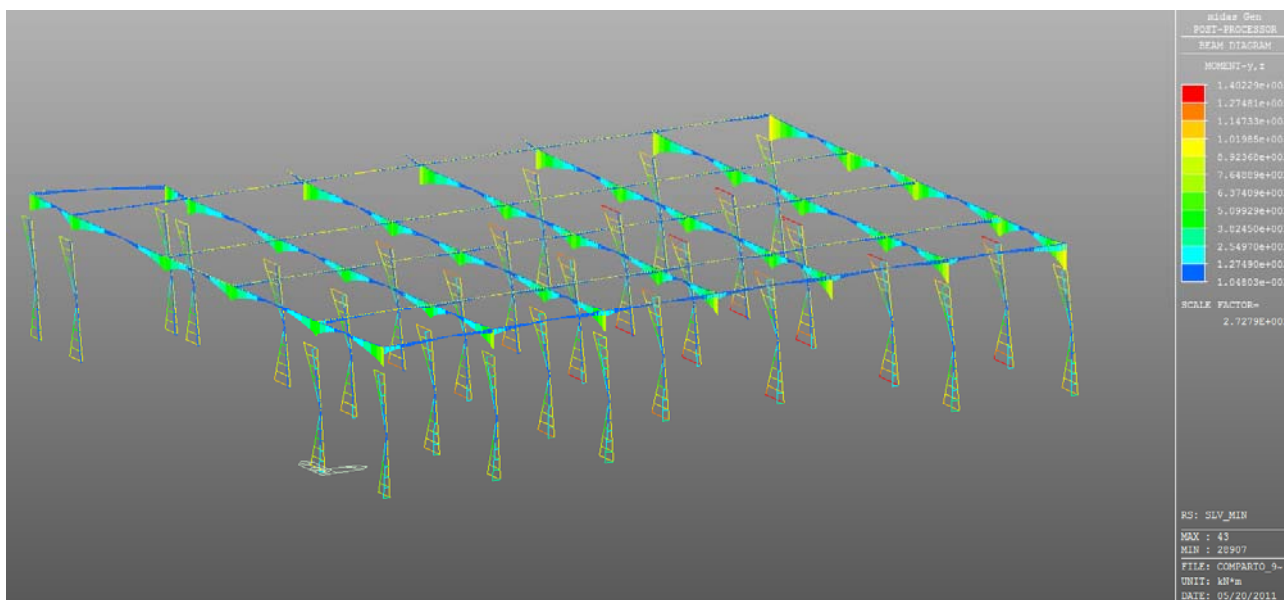 midas Gen
POST-PROCESSOR
BEAM DIAGRAM
MOMENT-y,z
1.40229e+00
1.27481e+00
1.14733e+00
1.01985e+00
8.92368e+00
7.64889e+00
6.37409e+00
5.09929e+00
3.82450e+00
2.54970e+00
1.27490e+00
1.04803e-00
SCALE FACTOR=
2.7279E+00
RS: SLV_MIN
MAX : 43
MIN : 28907
FILE: COMPARTO_9~
UNIT: kN*m
DATE: 05/20/2011